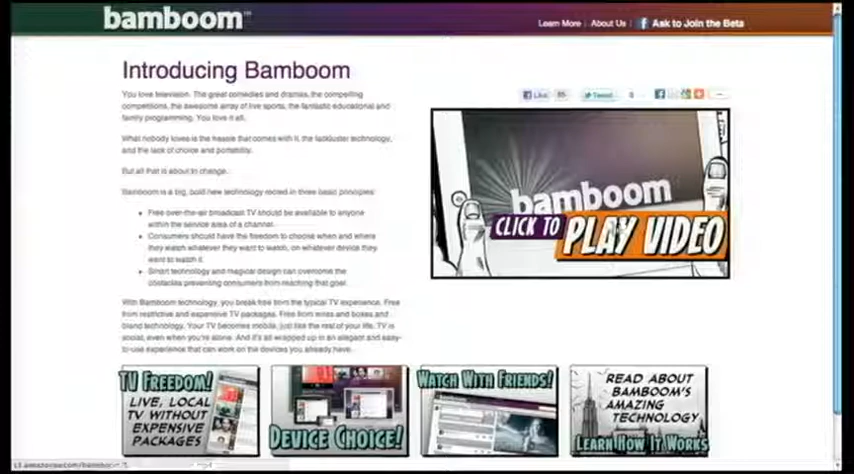 bamboom™
Learn More | About Us | Ask to Join the Beta
Introducing Bamboom
Like 85 Tweet 9
You love television. The great comedies and dramas, the compelling
competitions, the awesome array of live sports, the fantastic educational and
family programming. You love it all.
What nobody loves is the hassle that comes with it, the lackluster technology,
and the lack of choice and portability.
But all that is about to change.
Bamboom is a big, bold new technology rooted in three basic principles:
• Free over-the-air broadcast TV should be available to anyone
within the service area of a channel.
• Consumers should have the freedom to choose when and where
they watch whatever they want to watch, on whatever device they
want to watch it.
• Smart technology and magical design can overcome the
obstacles preventing consumers from reaching that goal.
With Bamboom technology, you break free from the typical TV experience. Free
from restrictive and expensive TV packages. Free from wires and boxes and
bland technology. Your TV becomes mobile, just like the rest of your life. TV is
social, even when you're alone. And it's all wrapped up in an elegant and easy-
to-use experience that can work on the devices you already have.
bamboom
CLICK TO PLAY VIDEO
TV FREEDOM!
LIVE, LOCAL
TV WITHOUT
EXPENSIVE
PACKAGES
DEVICE CHOICE!
WATCH WITH FRIENDS!
READ ABOUT
BAMBOOM'S
AMAZING
TECHNOLOGY
LEARN HOW IT WORKS